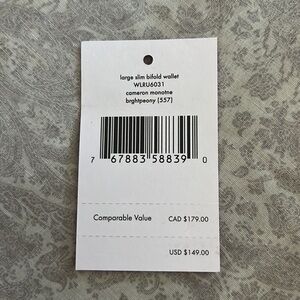 large slim bifold wallet
WLRU6031
cameron monotne
brghtpeony (557)
7 67883 58839 0
Comparable Value CAD $179.00
USD $149.00